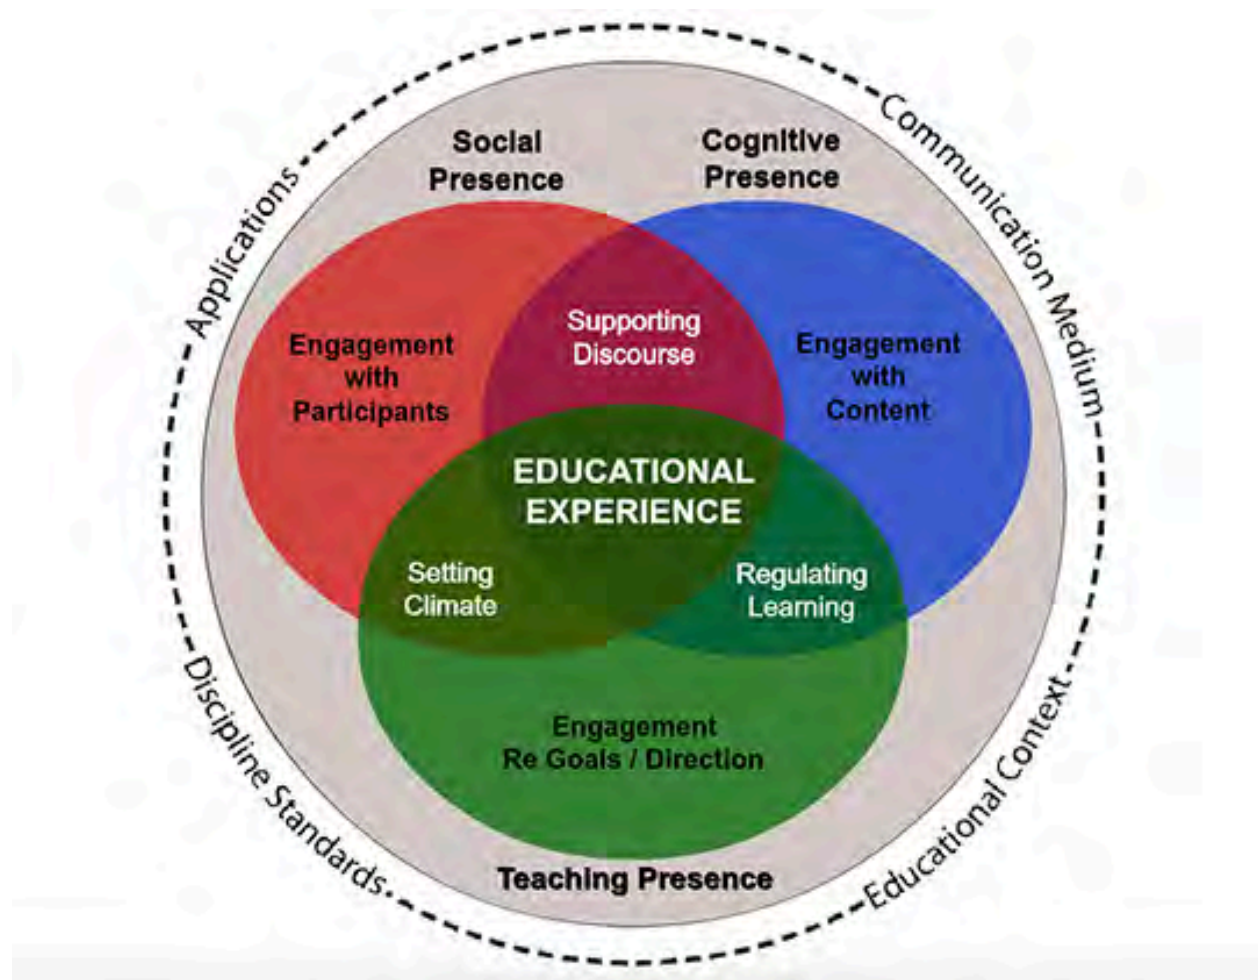 Social
Presence
Cognitive
Presence
Communication Medium
Applications
Supporting
Discourse
Engagement
with
Participants
Engagement
with
Content
EDUCATIONAL
EXPERIENCE
Setting
Climate
Regulating
Learning
Engagement
Re Goals / Direction
Teaching Presence
Discipline Standards
Educational Context